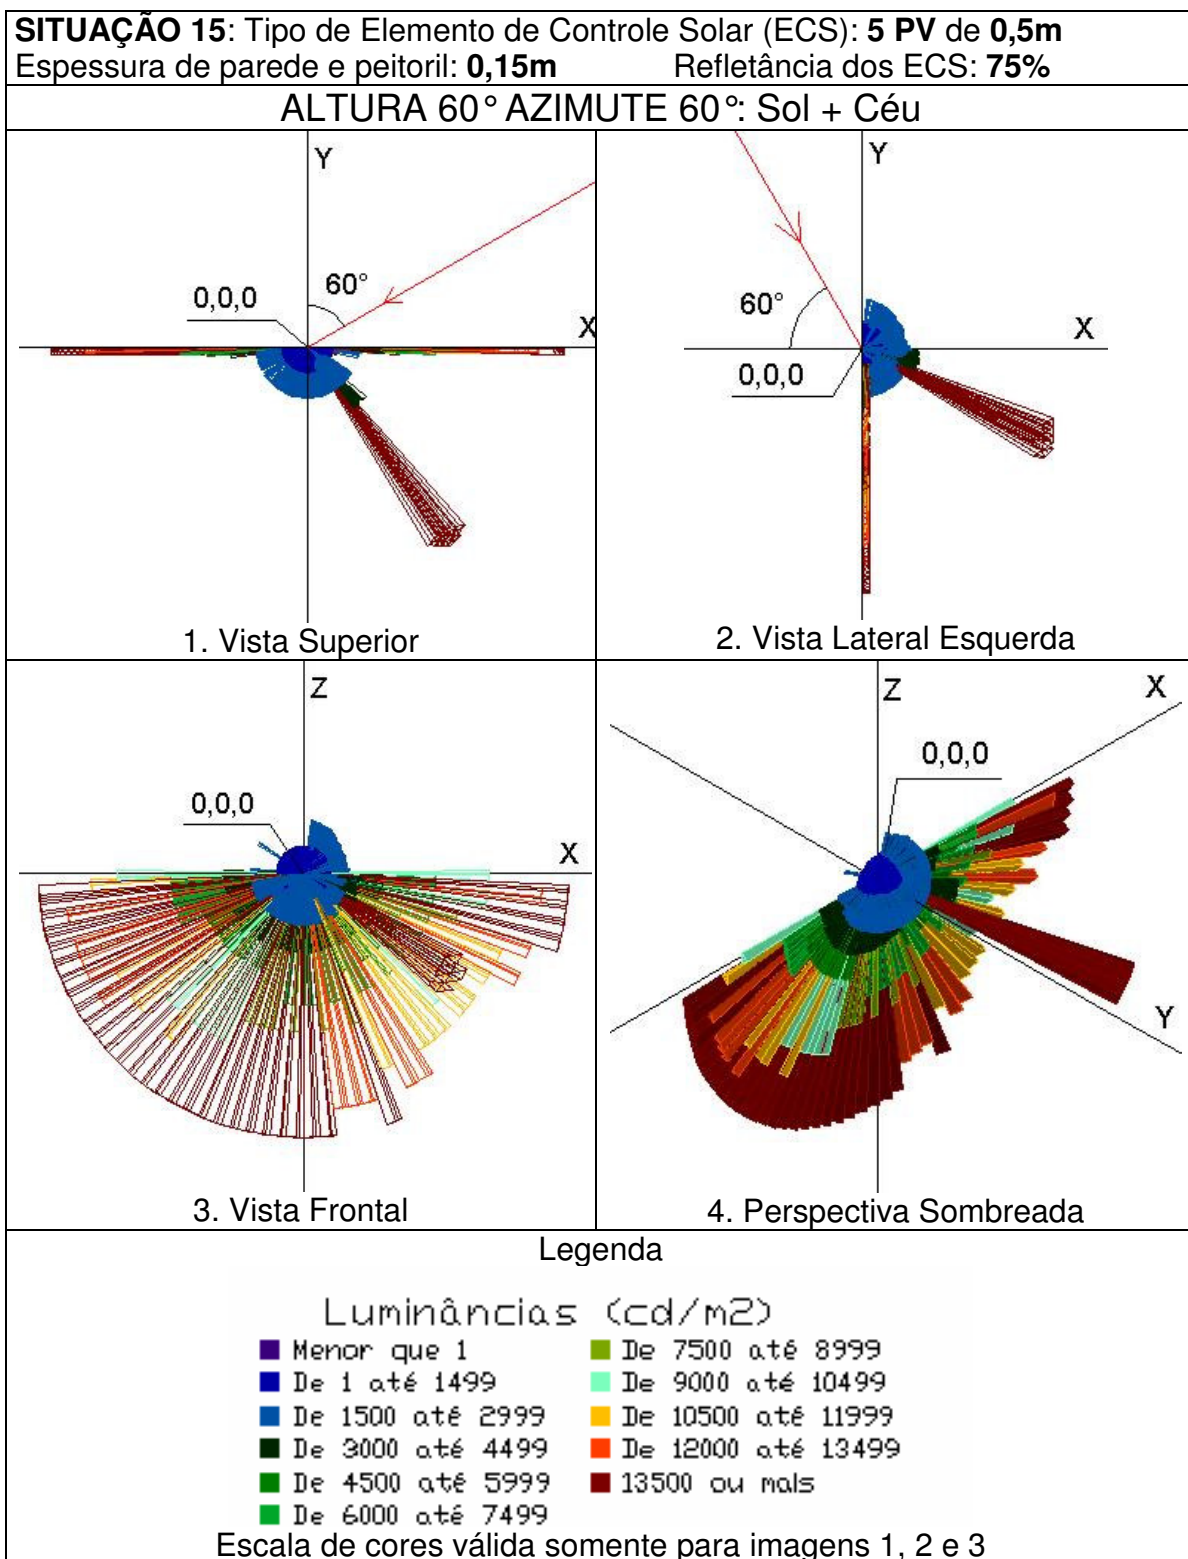 SITUAÇÃO 15: Tipo de Elemento de Controle Solar (ECS): 5 PV de 0,5m
Espessura de parede e peitoril: 0,15m Refletância dos ECS: 75%
ALTURA 60° AZIMUTE 60°: Sol + Céu
Y
60°
0,0,0
X
1. Vista Superior
Y
60°
X
0,0,0
2. Vista Lateral Esquerda
Z
0,0,0
X
3. Vista Frontal
Z
X
0,0,0
Y
4. Perspectiva Sombreada
Legenda
Luminâncias (cd/m2)
Menor que 1
De 1 até 1499
De 1500 até 2999
De 3000 até 4499
De 4500 até 5999
De 6000 até 7499
De 7500 até 8999
De 9000 até 10499
De 10500 até 11999
De 12000 até 13499
13500 ou mais
Escala de cores válida somente para imagens 1, 2 e 3